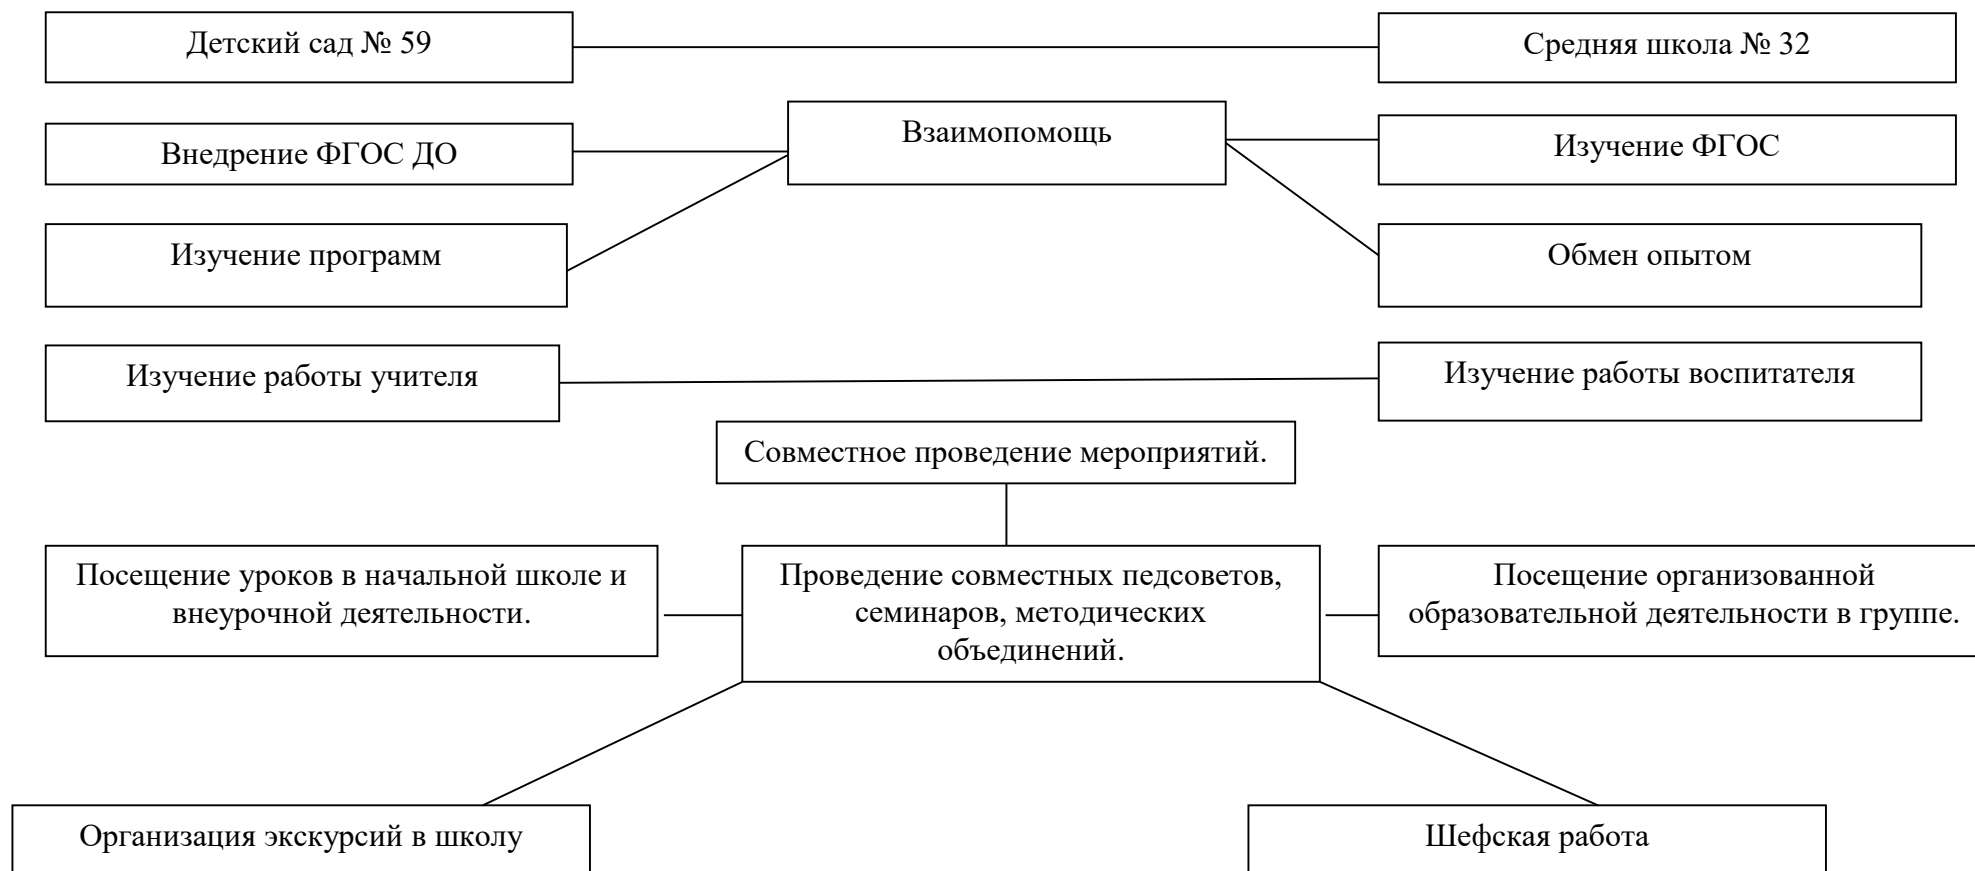 Детский сад № 59
Средняя школа № 32
Взаимопомощь
Внедрение ФГОС ДО
Изучение ФГОС
Изучение программ
Обмен опытом
Изучение работы учителя
Изучение работы воспитателя
Совместное проведение мероприятий.
Посещение уроков в начальной школе и
внеурочной деятельности.
Проведение совместных педсоветов,
семинаров, методических
объединений.
Посещение организованной
образовательной деятельности в группе.
Организация экскурсий в школу
Шефская работа